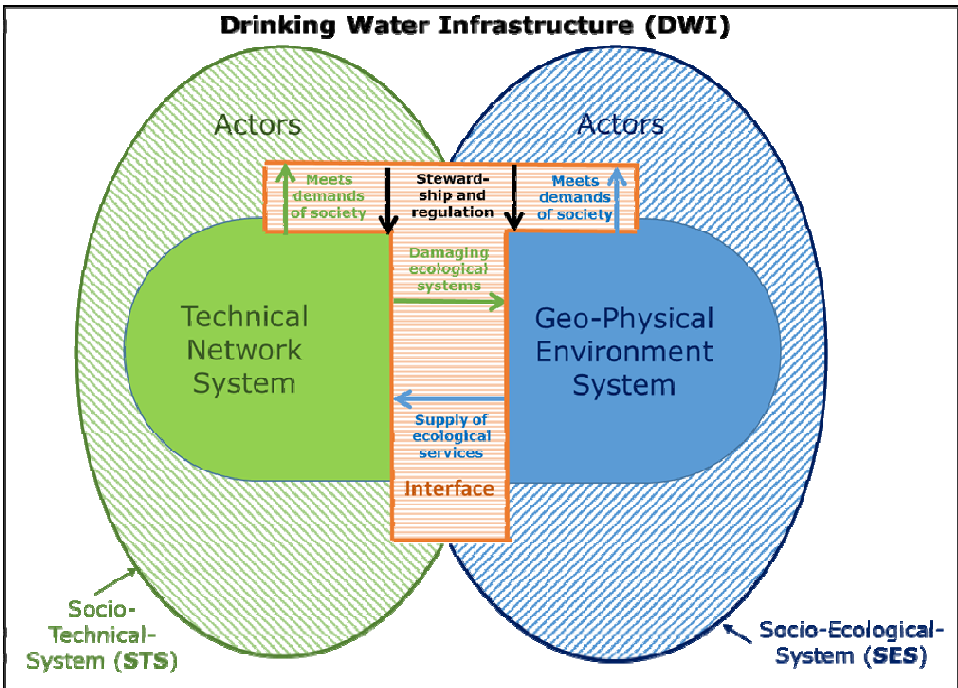 Drinking Water Infrastructure (DWI)
Actors
Actors
Meets
demands
of society
Steward-
ship and
regulation
Meets
demands
of society
Damaging
ecological
systems
Technical
Network
System
Geo-Physical
Environment
System
Supply of
ecological
services
Interface
Socio-
Technical-
System (STS)
Socio-Ecological-
System (SES)